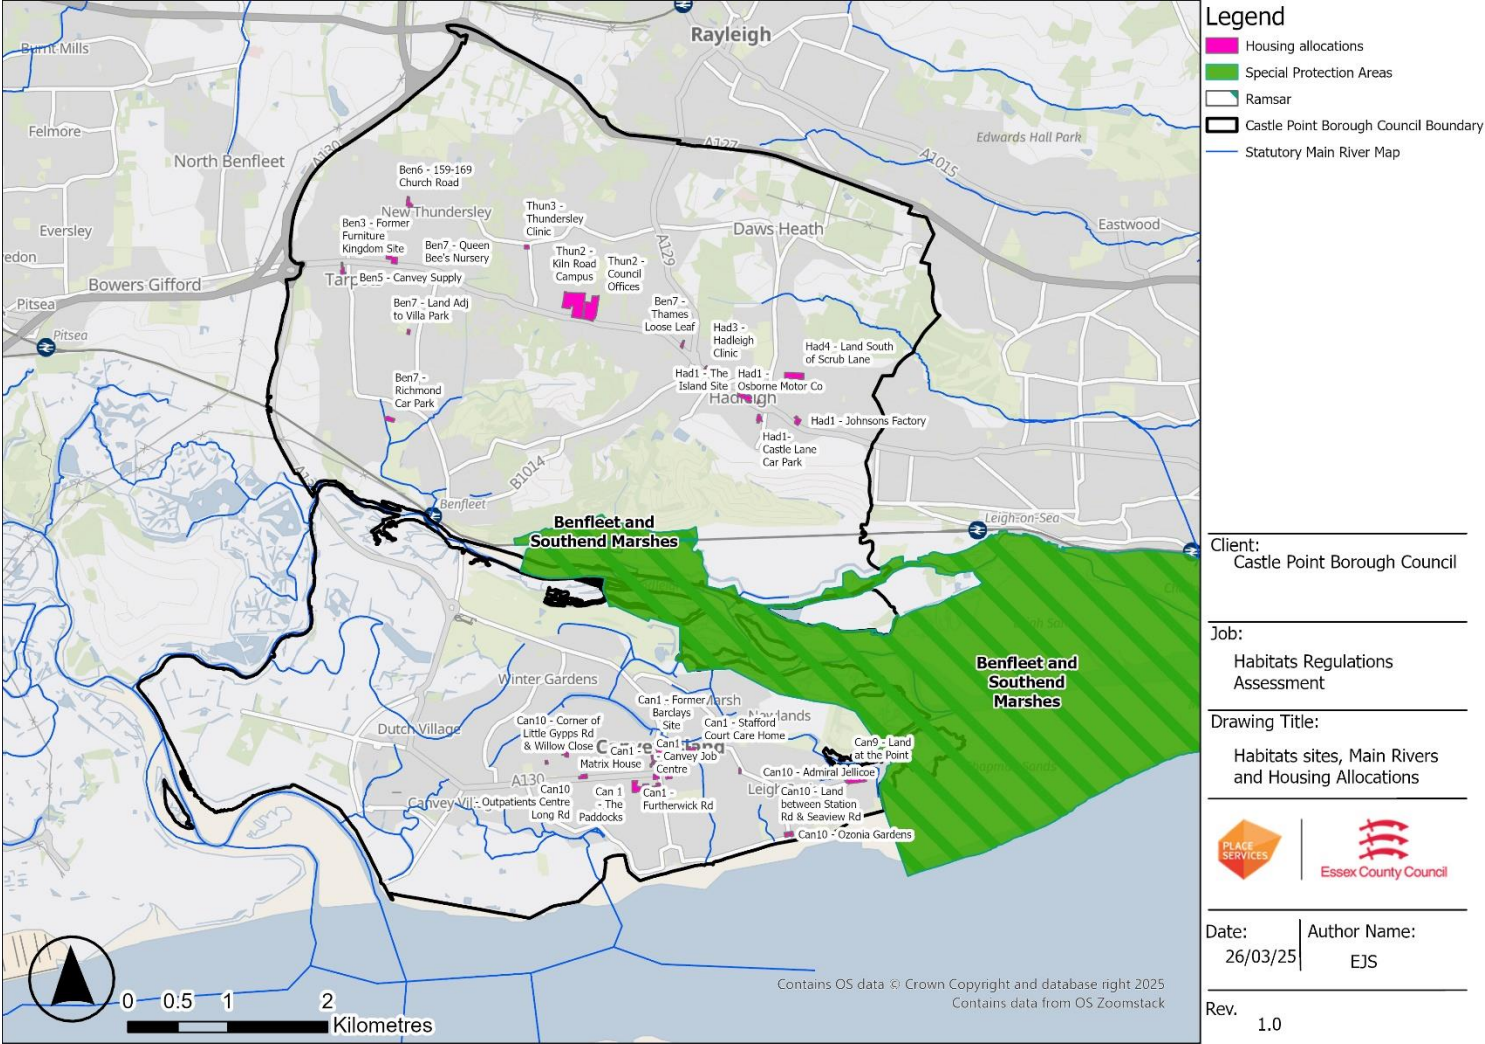 Rayleigh
Burnt Mills
Felmore
North Benfleet
A130
A127
Edwards Hall Park
A1015
Ben6 - 159-169
Church Road
New Thundersley
Eversley
Eastwood
Ben3 - Former
Furniture
Kingdom Site
Thun3 -
Thundersley
Clinic
Daws Heath
A129
Ben7 - Queen
Bee's Nursery
Thun2 -
Kiln Road
Campus
Thun2 -
Council
Offices
Bowers Gifford
Ben5 - Canvey Supply
Pitsea
Pitsea
Ben7 - Land Adj
to Villa Park
Ben7 -
Thames
Loose Leaf
Had3 -
Hadleigh
Clinic
Had4 - Land South
of Scrub Lane
Ben7 -
Richmond
Car Park
Had1 - The
Island Site
Had1 -
Osborne Motor Co
Hadleigh
Had1 - Johnsons Factory
Had1-
Castle Lane
Car Park
B1014
Benfleet
Leigh-on-Sea
Benfleet and
Southend Marshes
Benfleet and
Southend
Marshes
Winter Gardens
Dutch Village
Can1 - Former
Barclays
Site
Marsh
Newlands
Can10 - Corner of
Little Gypps Rd
& Willow Close
Can1 - Stafford
Court Care Home
Can1 -
Matrix House
Can1 -
Canvey Job
Centre
Can9 - Land
at the Point
A130
Can10 - Admiral Jellicoe
Canvey Village
Can10
- Outpatients Centre
Long Rd
Can 1
- The
Paddocks
Can1 -
Furtherwick Rd
Can10 - Land
between Station
Rd & Seaview Rd
Can10 - Ozonia Gardens
Contains OS data © Crown Copyright and database right 2025
Contains data from OS Zoomstack
0 0.5 1 2
Kilometres
Legend
Housing allocations
Special Protection Areas
Ramsar
Castle Point Borough Council Boundary
Statutory Main River Map
Client:
Castle Point Borough Council
Job:
Habitats Regulations
Assessment
Drawing Title:
Habitats sites, Main Rivers
and Housing Allocations
PLACE
SERVICES
Essex County Council
Date:
26/03/25
Author Name:
EJS
Rev.
1.0